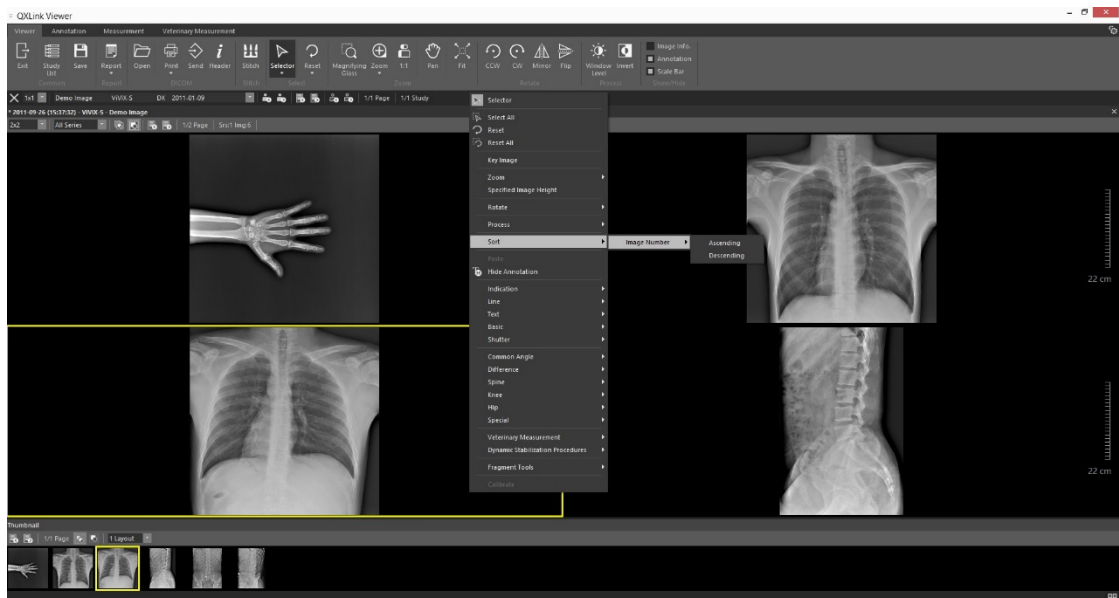 QXLink Viewer
Viewer Annotation Measurement Veterinary Measurement
Exit Study List Save Report Open Print Send Header Stitch Selector Reset Magnifying Glass Zoom 1:1 Pan Fit CCW CW Mirror Flip Window Level Invert
Image Info.
Annotation
Scale Bar
Common Report DICOM Stitch Select Zoom Rotate Process Show/Hide
1x1 Demo Image ViVIX-S DX 2011-01-09 1/1 Page 1/1 Study
* 2011-09-26 (15:37:32) - ViVIX-S - Demo Image
2x2 All Series 1/2 Page Srs:1 Img:6
Selector
Select All
Reset
Reset All
Key Image
Zoom
Specified Image Height
Rotate
Process
Sort Image Number Ascending
Descending
Paste
Hide Annotation
Indication
Line
Text
Basic
Shutter
Common Angle
Difference
Spine
Knee
Hip
Special
Veterinary Measurement
Dynamic Stabilization Procedures
Fragment Tools
Calibrate
22 cm
22 cm
Thumbnail
1/1 Page 1 Layout